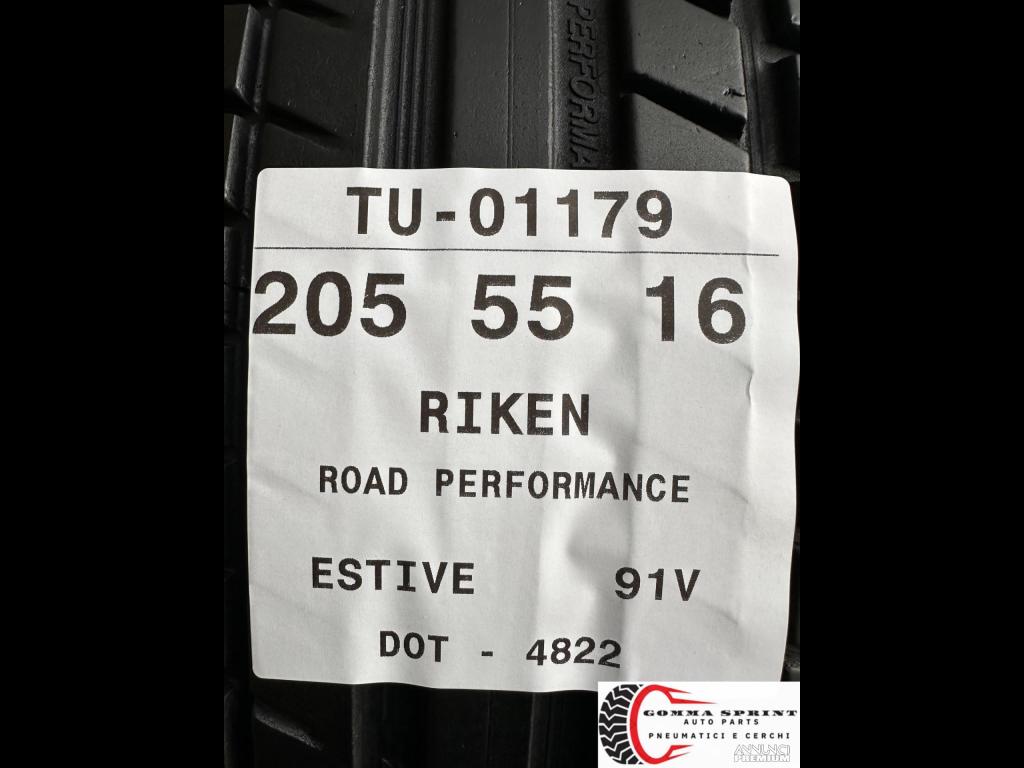 PERFORMA
TU-01179
205 55 16
RIKEN
ROAD PERFORMANCE
ESTIVE 91V
DOT - 4822
GOMMA SPRINT
AUTO PARTS
PNEUMATICI E CERCHI
ANNUNCI
PREMIUM